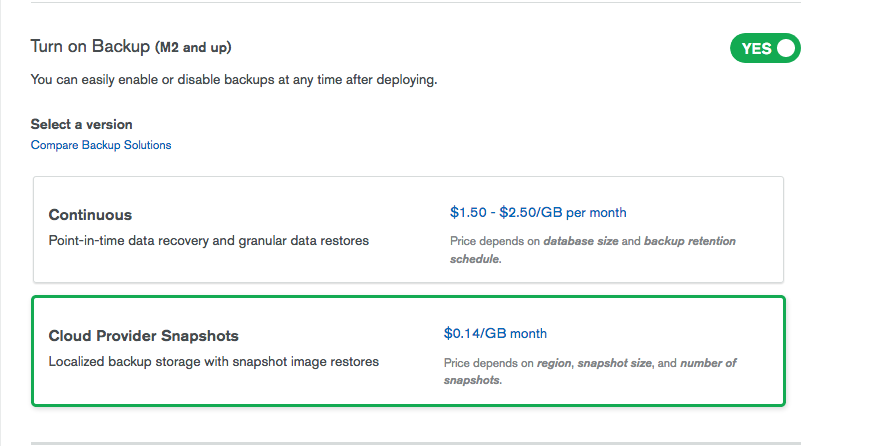 Turn on Backup (M2 and up)
YES
You can easily enable or disable backups at any time after deploying.
Select a version
Compare Backup Solutions
Continuous
Point-in-time data recovery and granular data restores
$1.50 - $2.50/GB per month
Price depends on database size and backup retention
schedule.
Cloud Provider Snapshots
Localized backup storage with snapshot image restores
$0.14/GB month
Price depends on region, snapshot size, and number of
snapshots.